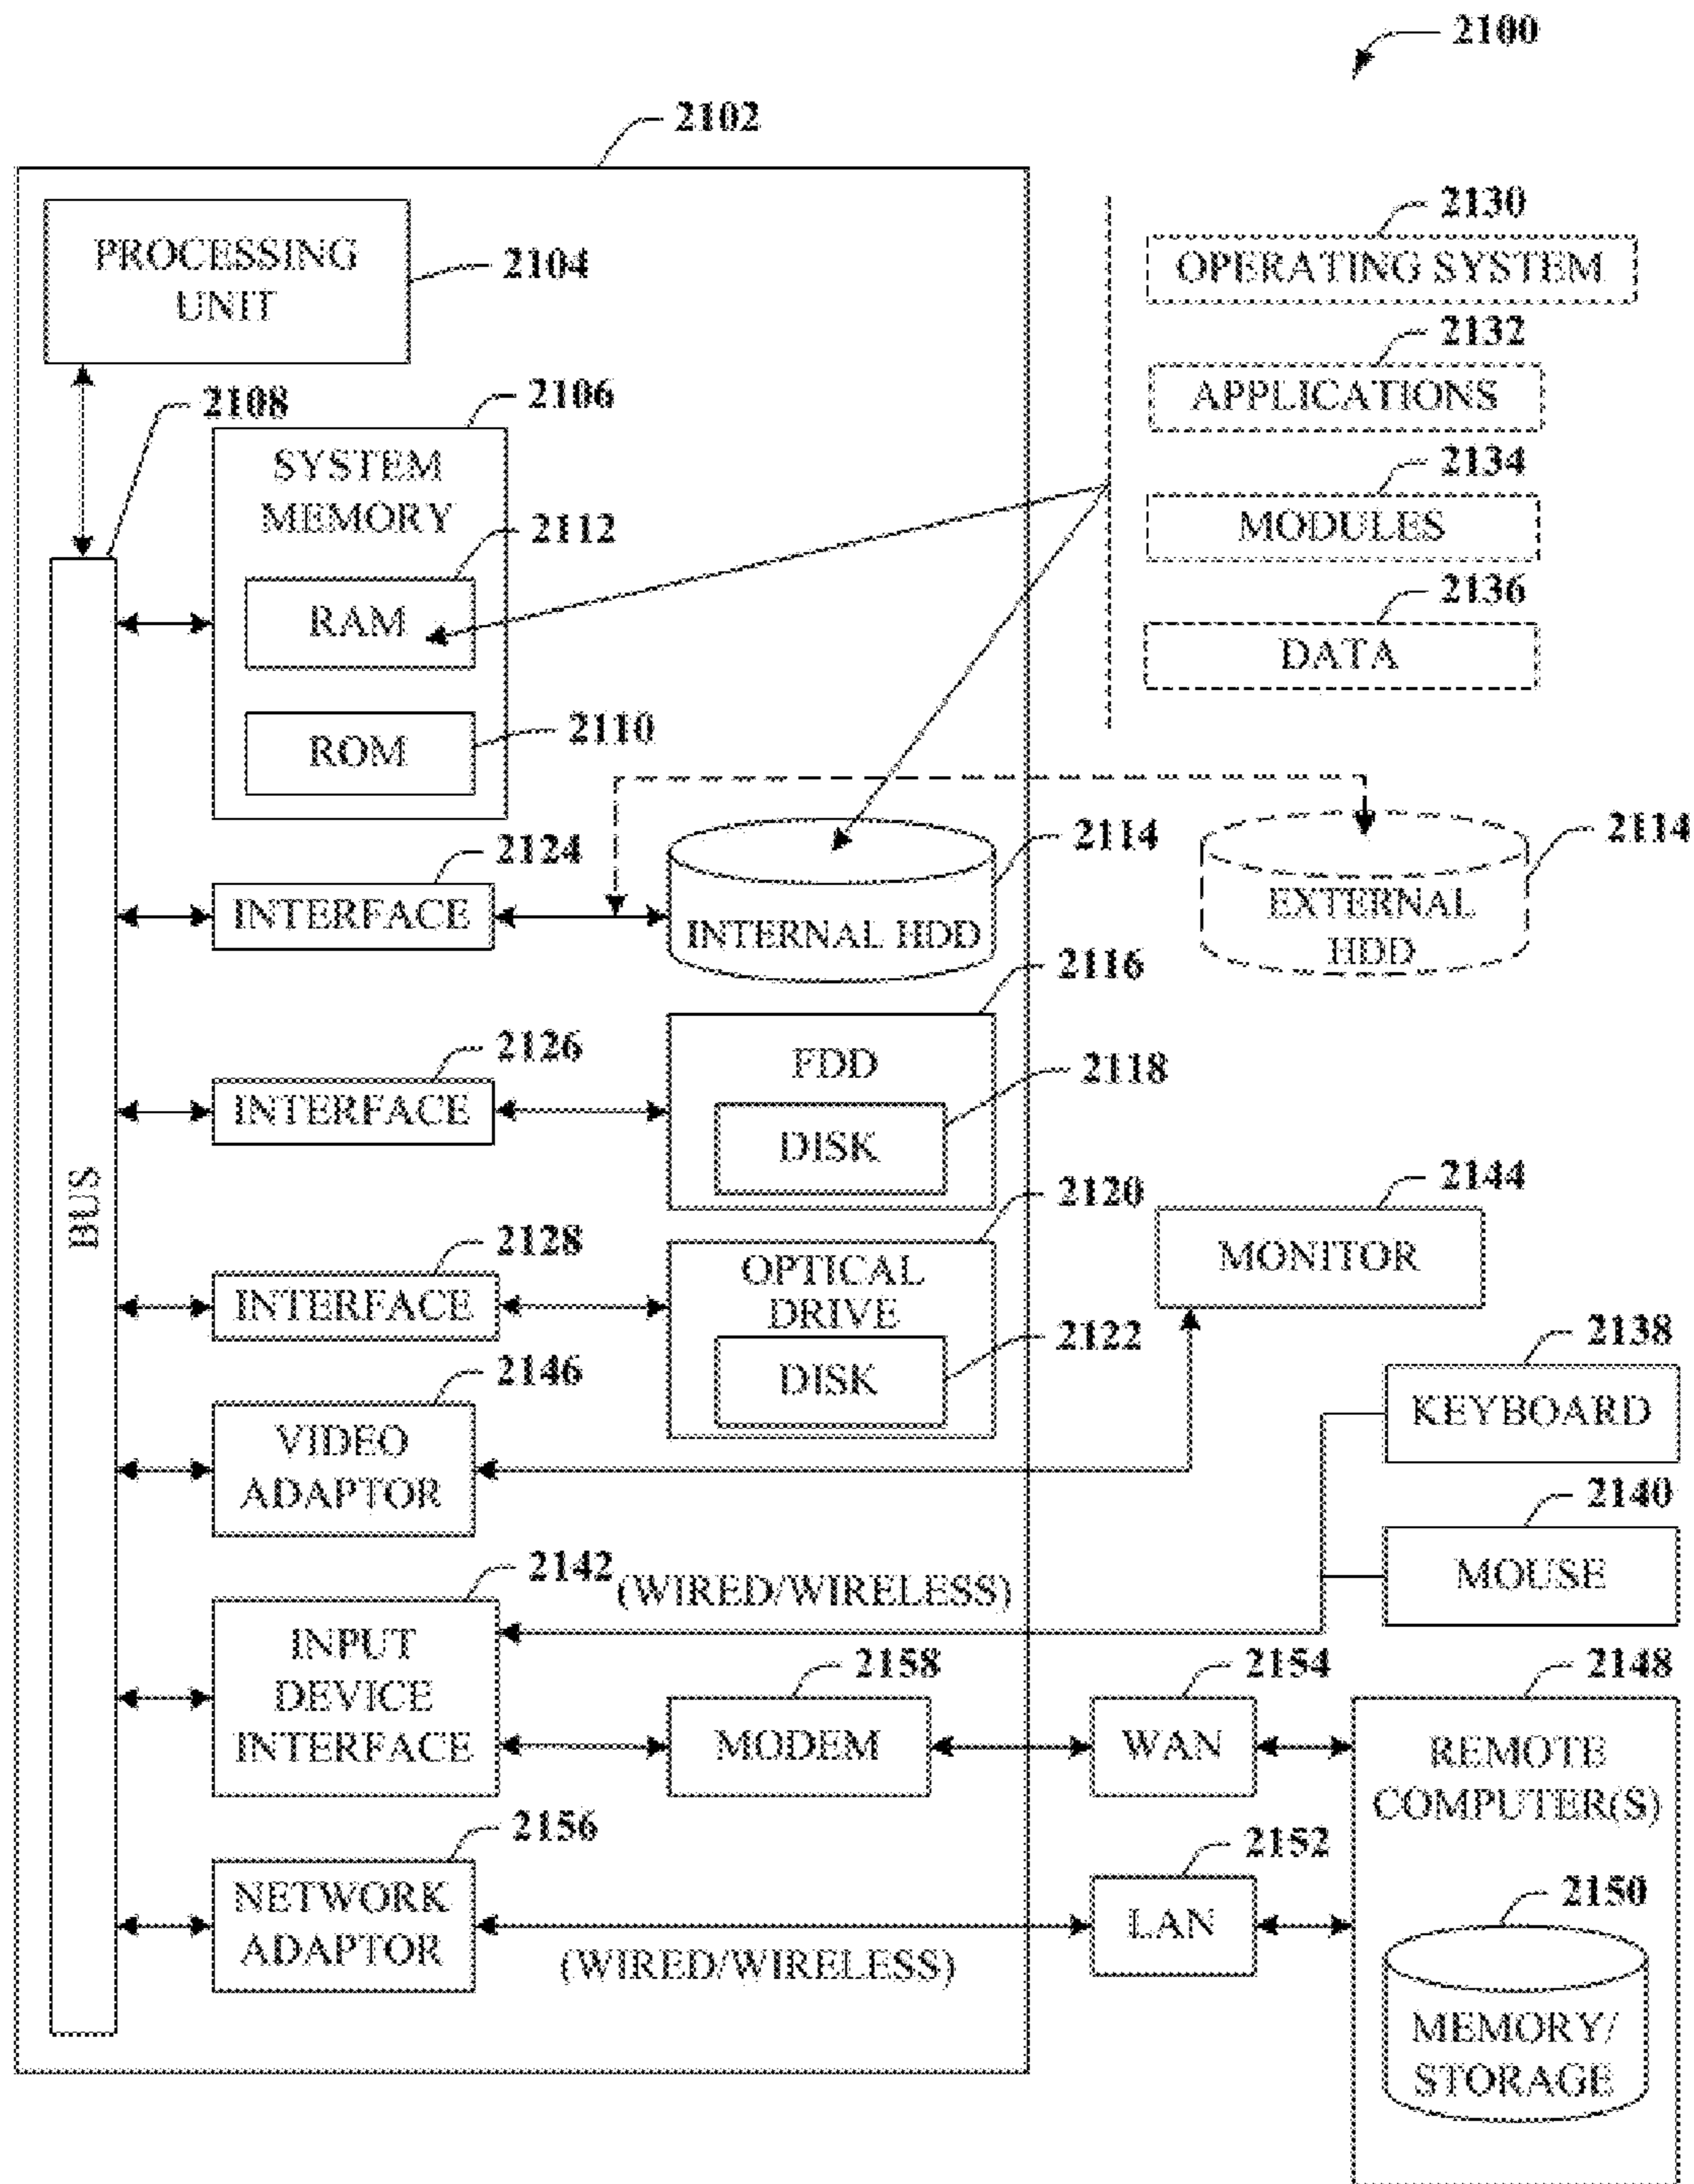 2100
2102
PROCESSING
UNIT
2104
2130
OPERATING SYSTEM
2132
APPLICATIONS
2134
MODULES
2136
DATA
2108
2106
SYSTEM
MEMORY
2112
RAM
2110
ROM
2124
INTERFACE
2114
INTERNAL HDD
2114
EXTERNAL
HDD
2126
INTERFACE
2116
FDD
2118
DISK
BUS
2128
INTERFACE
2120
OPTICAL
DRIVE
2122
DISK
2144
MONITOR
2146
VIDEO
ADAPTOR
2138
KEYBOARD
2140
MOUSE
2142
(WIRED/WIRELESS)
INPUT
DEVICE
INTERFACE
2158
MODEM
2154
WAN
2148
REMOTE
COMPUTER(S)
2156
NETWORK
ADAPTOR
(WIRED/WIRELESS)
2152
LAN
2150
MEMORY/
STORAGE